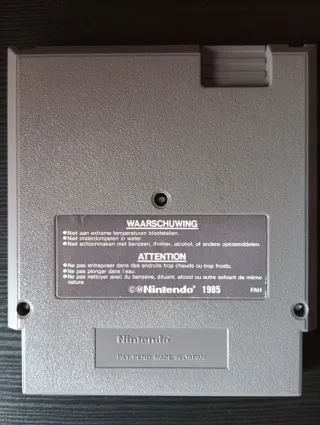 WAARSCHUWING
●Niet aan extreme temperaturen blootstellen.
●Niet onderdompelen in water.
●Niet schoonmaken met benzeen, thinner, alcohol, of andere oplosmiddelen.
ATTENTION
●Ne pas entreposer dans des endroits trop chauds ou trop froids;
●Ne pas plonger dans l'eau;
●Ne pas nettoyer avec du benzène, diluant, alcool ou autre solvant de même
nature.
©Ⓜ Nintendo 1985
FAH
Nintendo®
PAT. PEND. MADE IN JAPAN